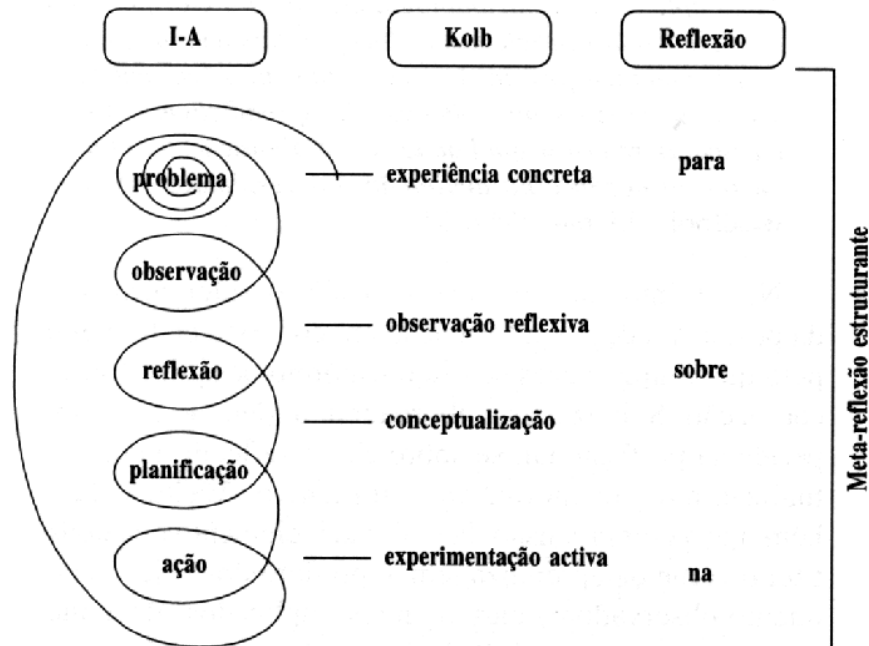 I-A
Kolb
Reflexão
problema
experiência concreta
para
observação
observação reflexiva
reflexão
sobre
conceptualização
planificação
ação
experimentação activa
na
Meta-reflexão estruturante